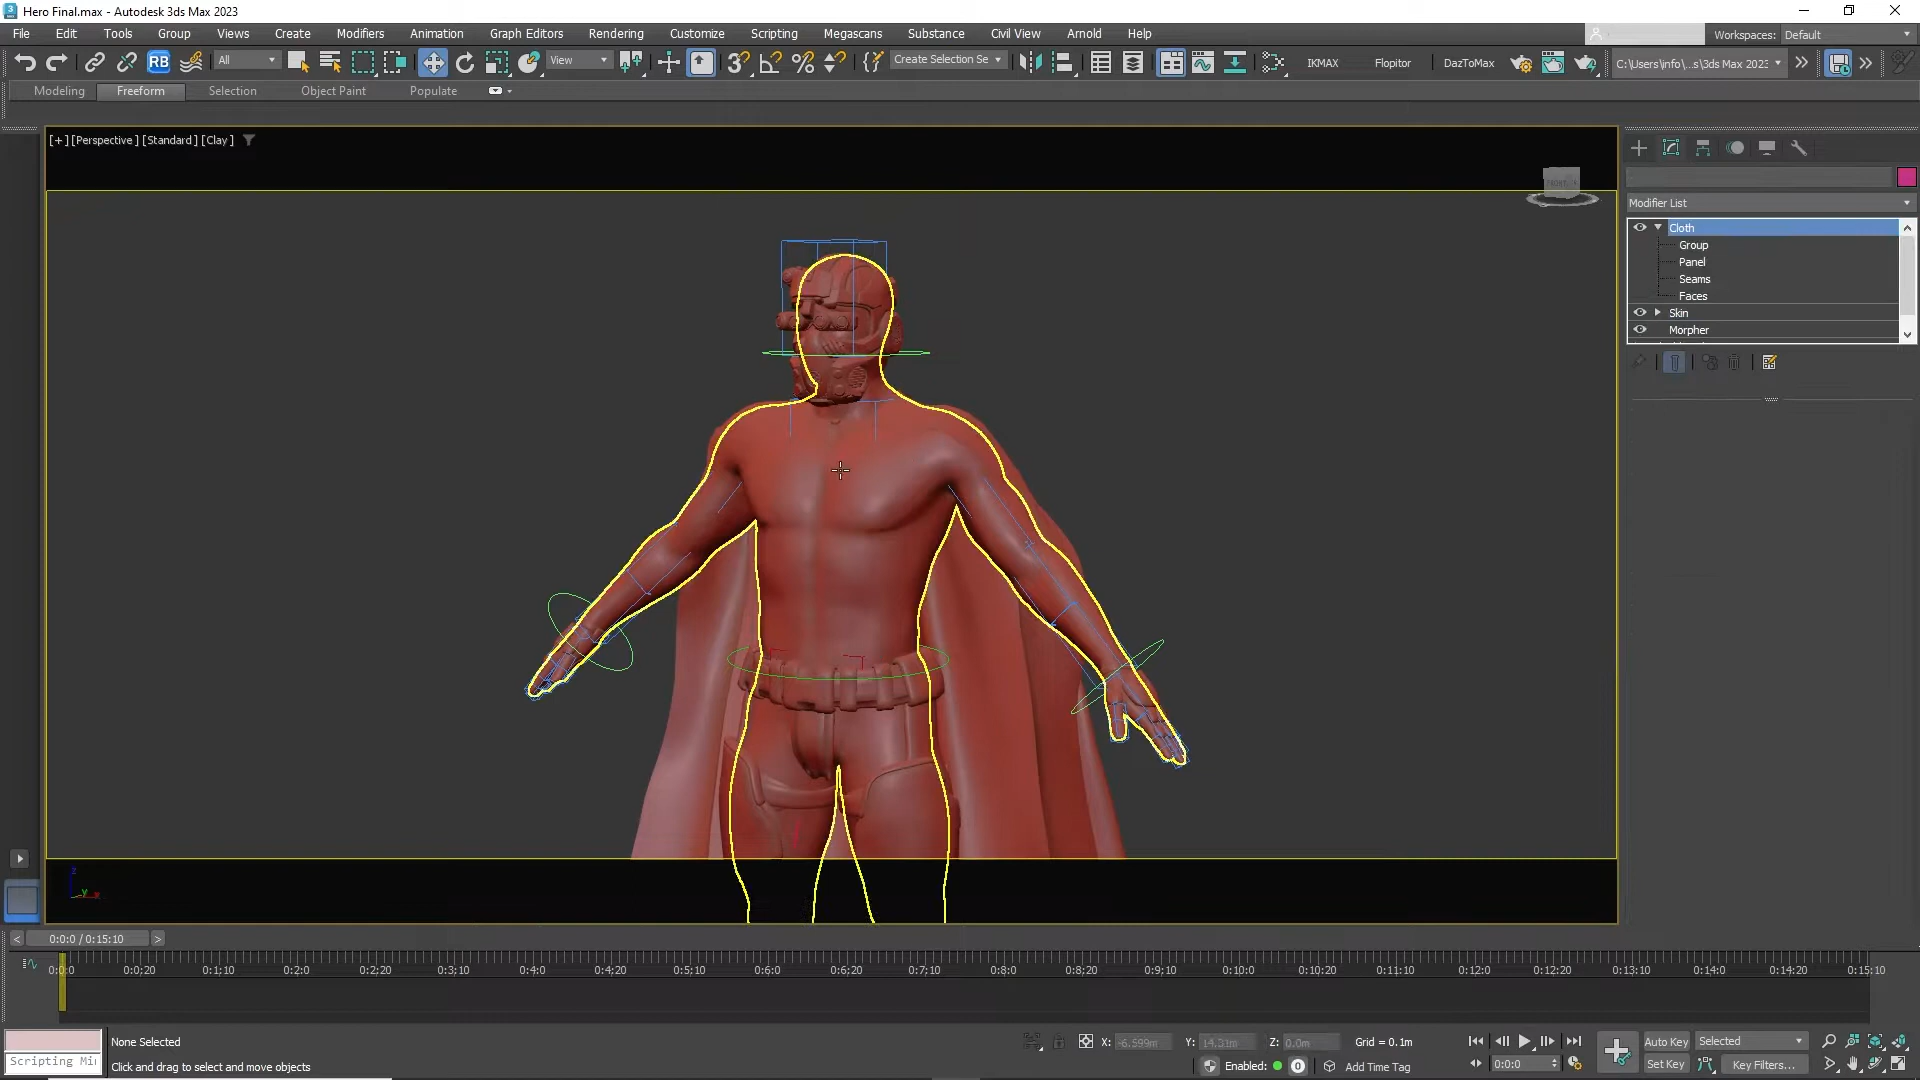 Hero Final.max - Autodesk 3ds Max 2023
File Edit Tools Group Views Create Modifiers Animation Graph Editors Rendering Customize Scripting Megascans Substance Civil View Arnold Help
Workspaces: Default
RB All View Create Selection Se IKMAX Flopitor DazToMax C:\Users\info\...s\3ds Max 2023
Modeling Freeform Selection Object Paint Populate
[+] [Perspective] [Standard] [Clay]
Modifier List
Cloth
Group
Panel
Seams
Faces
Skin
Morpher
z
y
x
< 0:0:0 / 0:15:10 >
0:0:0 0:0:20 0:1:10 0:2:0 0:2:20 0:3:10 0:4:0 0:4:20 0:5:10 0:6:0 0:6:20 0:7:10 0:8:0 0:8:20 0:9:10 0:10:0 0:10:20 0:11:10 0:12:0 0:12:20 0:13:10 0:14:0 0:14:20 0:15:10
None Selected X: -6.599m Y: 14.31m Z: 0.0m Grid = 0.1m Auto Key Selected
Scripting Mi Click and drag to select and move objects Enabled: 0 Add Time Tag 0:0:0 Set Key Key Filters...